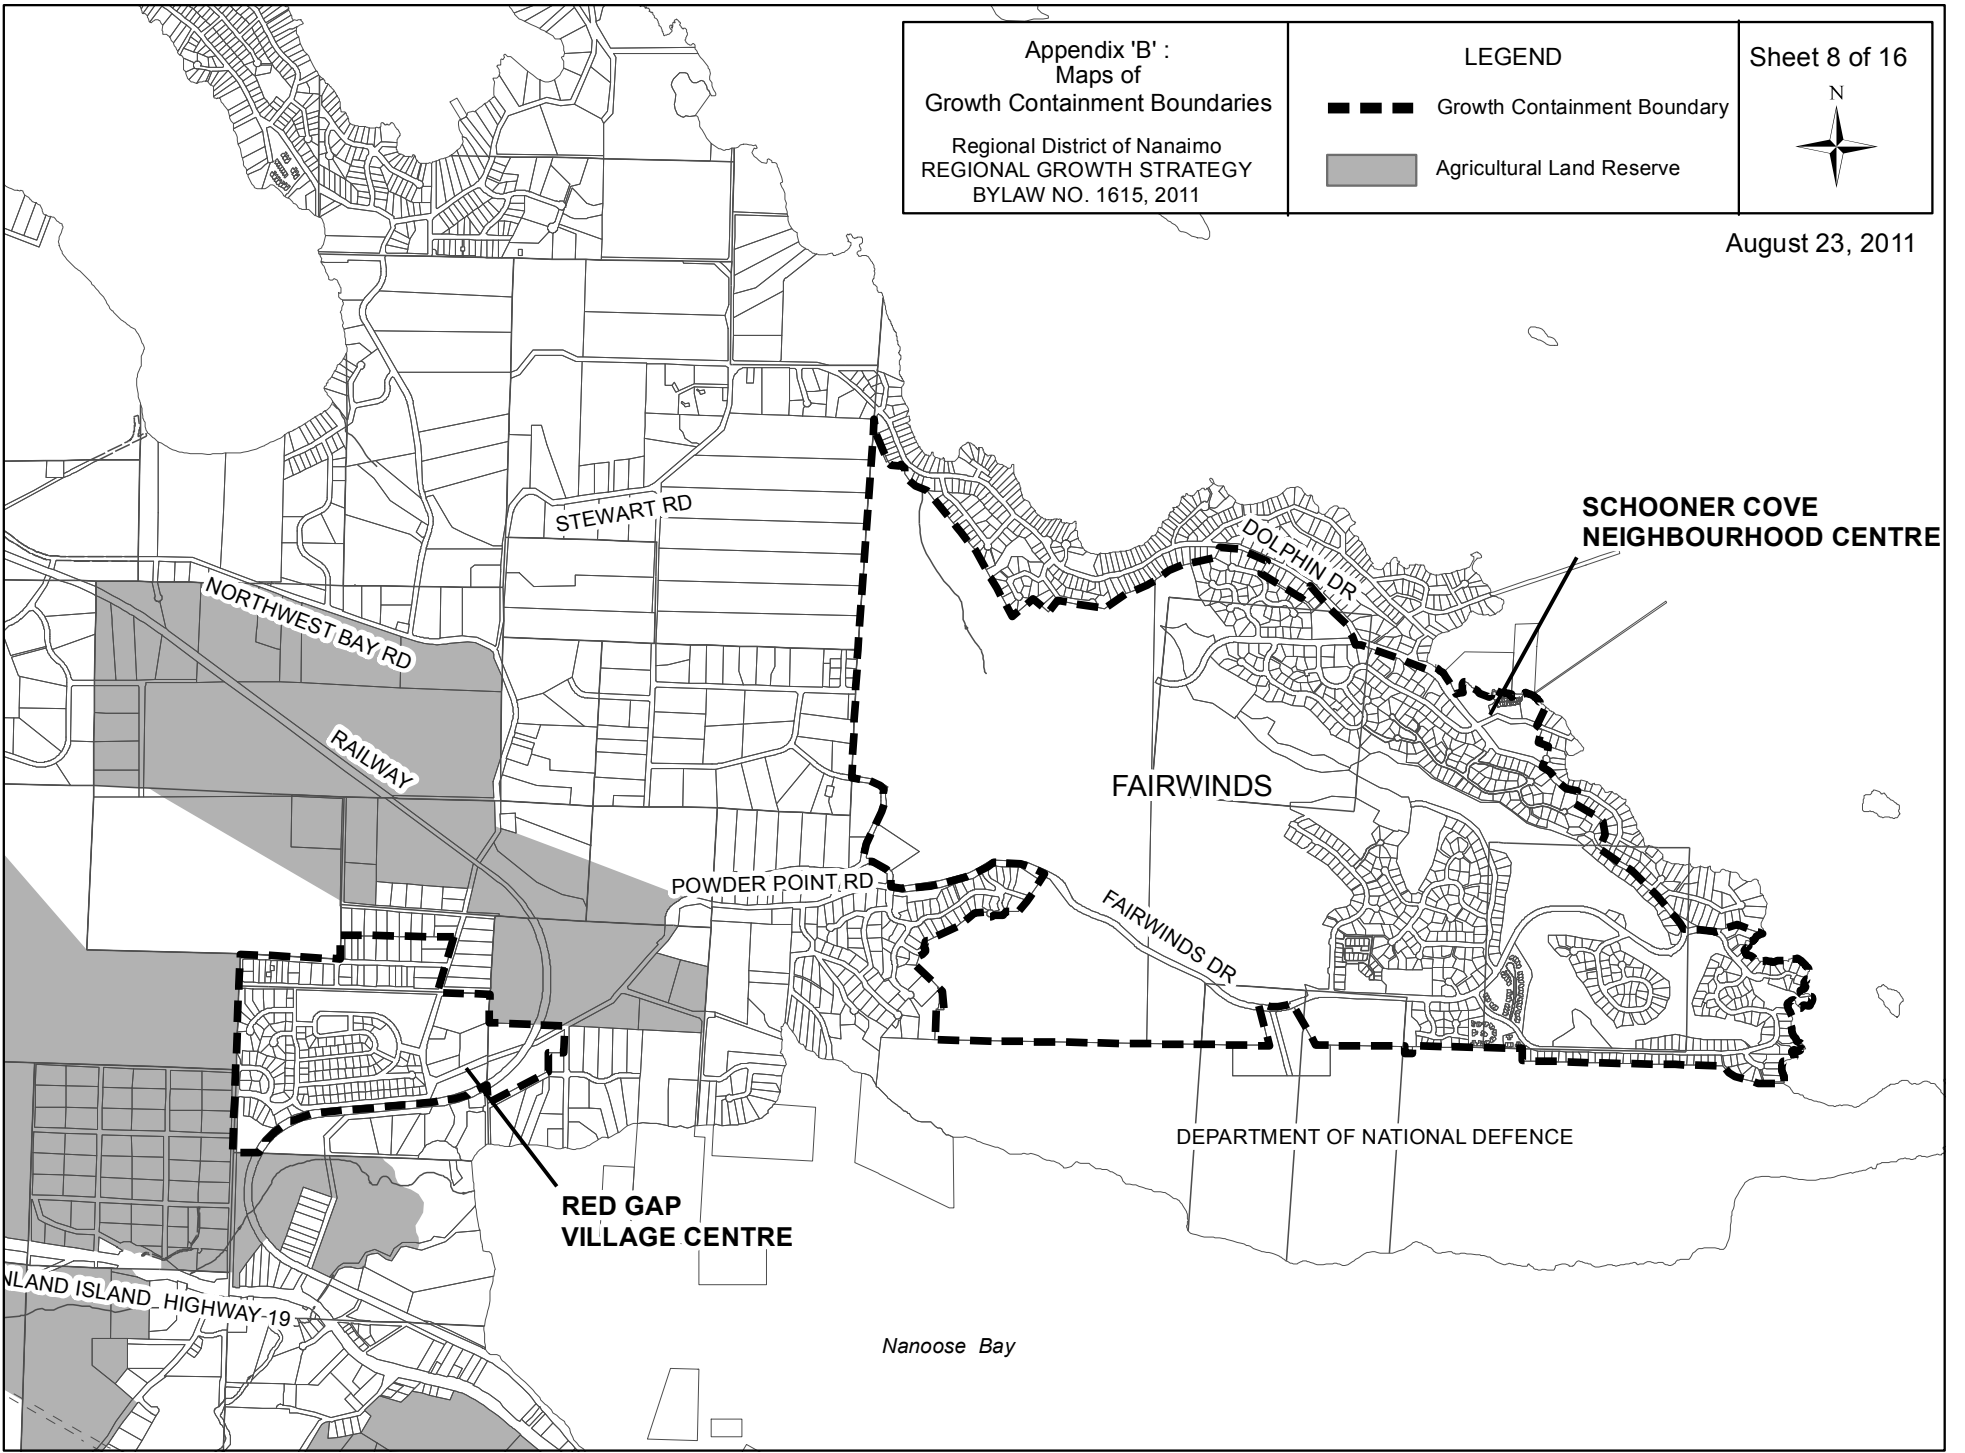 Appendix 'B' :
Maps of
Growth Containment Boundaries
Regional District of Nanaimo
REGIONAL GROWTH STRATEGY
BYLAW NO. 1615, 2011
LEGEND
Growth Containment Boundary
Agricultural Land Reserve
Sheet 8 of 16
N
August 23, 2011
SCHOONER COVE
NEIGHBOURHOOD CENTRE
STEWART RD
DOLPHIN DR
NORTHWEST BAY RD
RAILWAY
FAIRWINDS
POWDER POINT RD
FAIRWINDS DR
DEPARTMENT OF NATIONAL DEFENCE
RED GAP
VILLAGE CENTRE
NLAND ISLAND HIGHWAY-19
Nanoose Bay